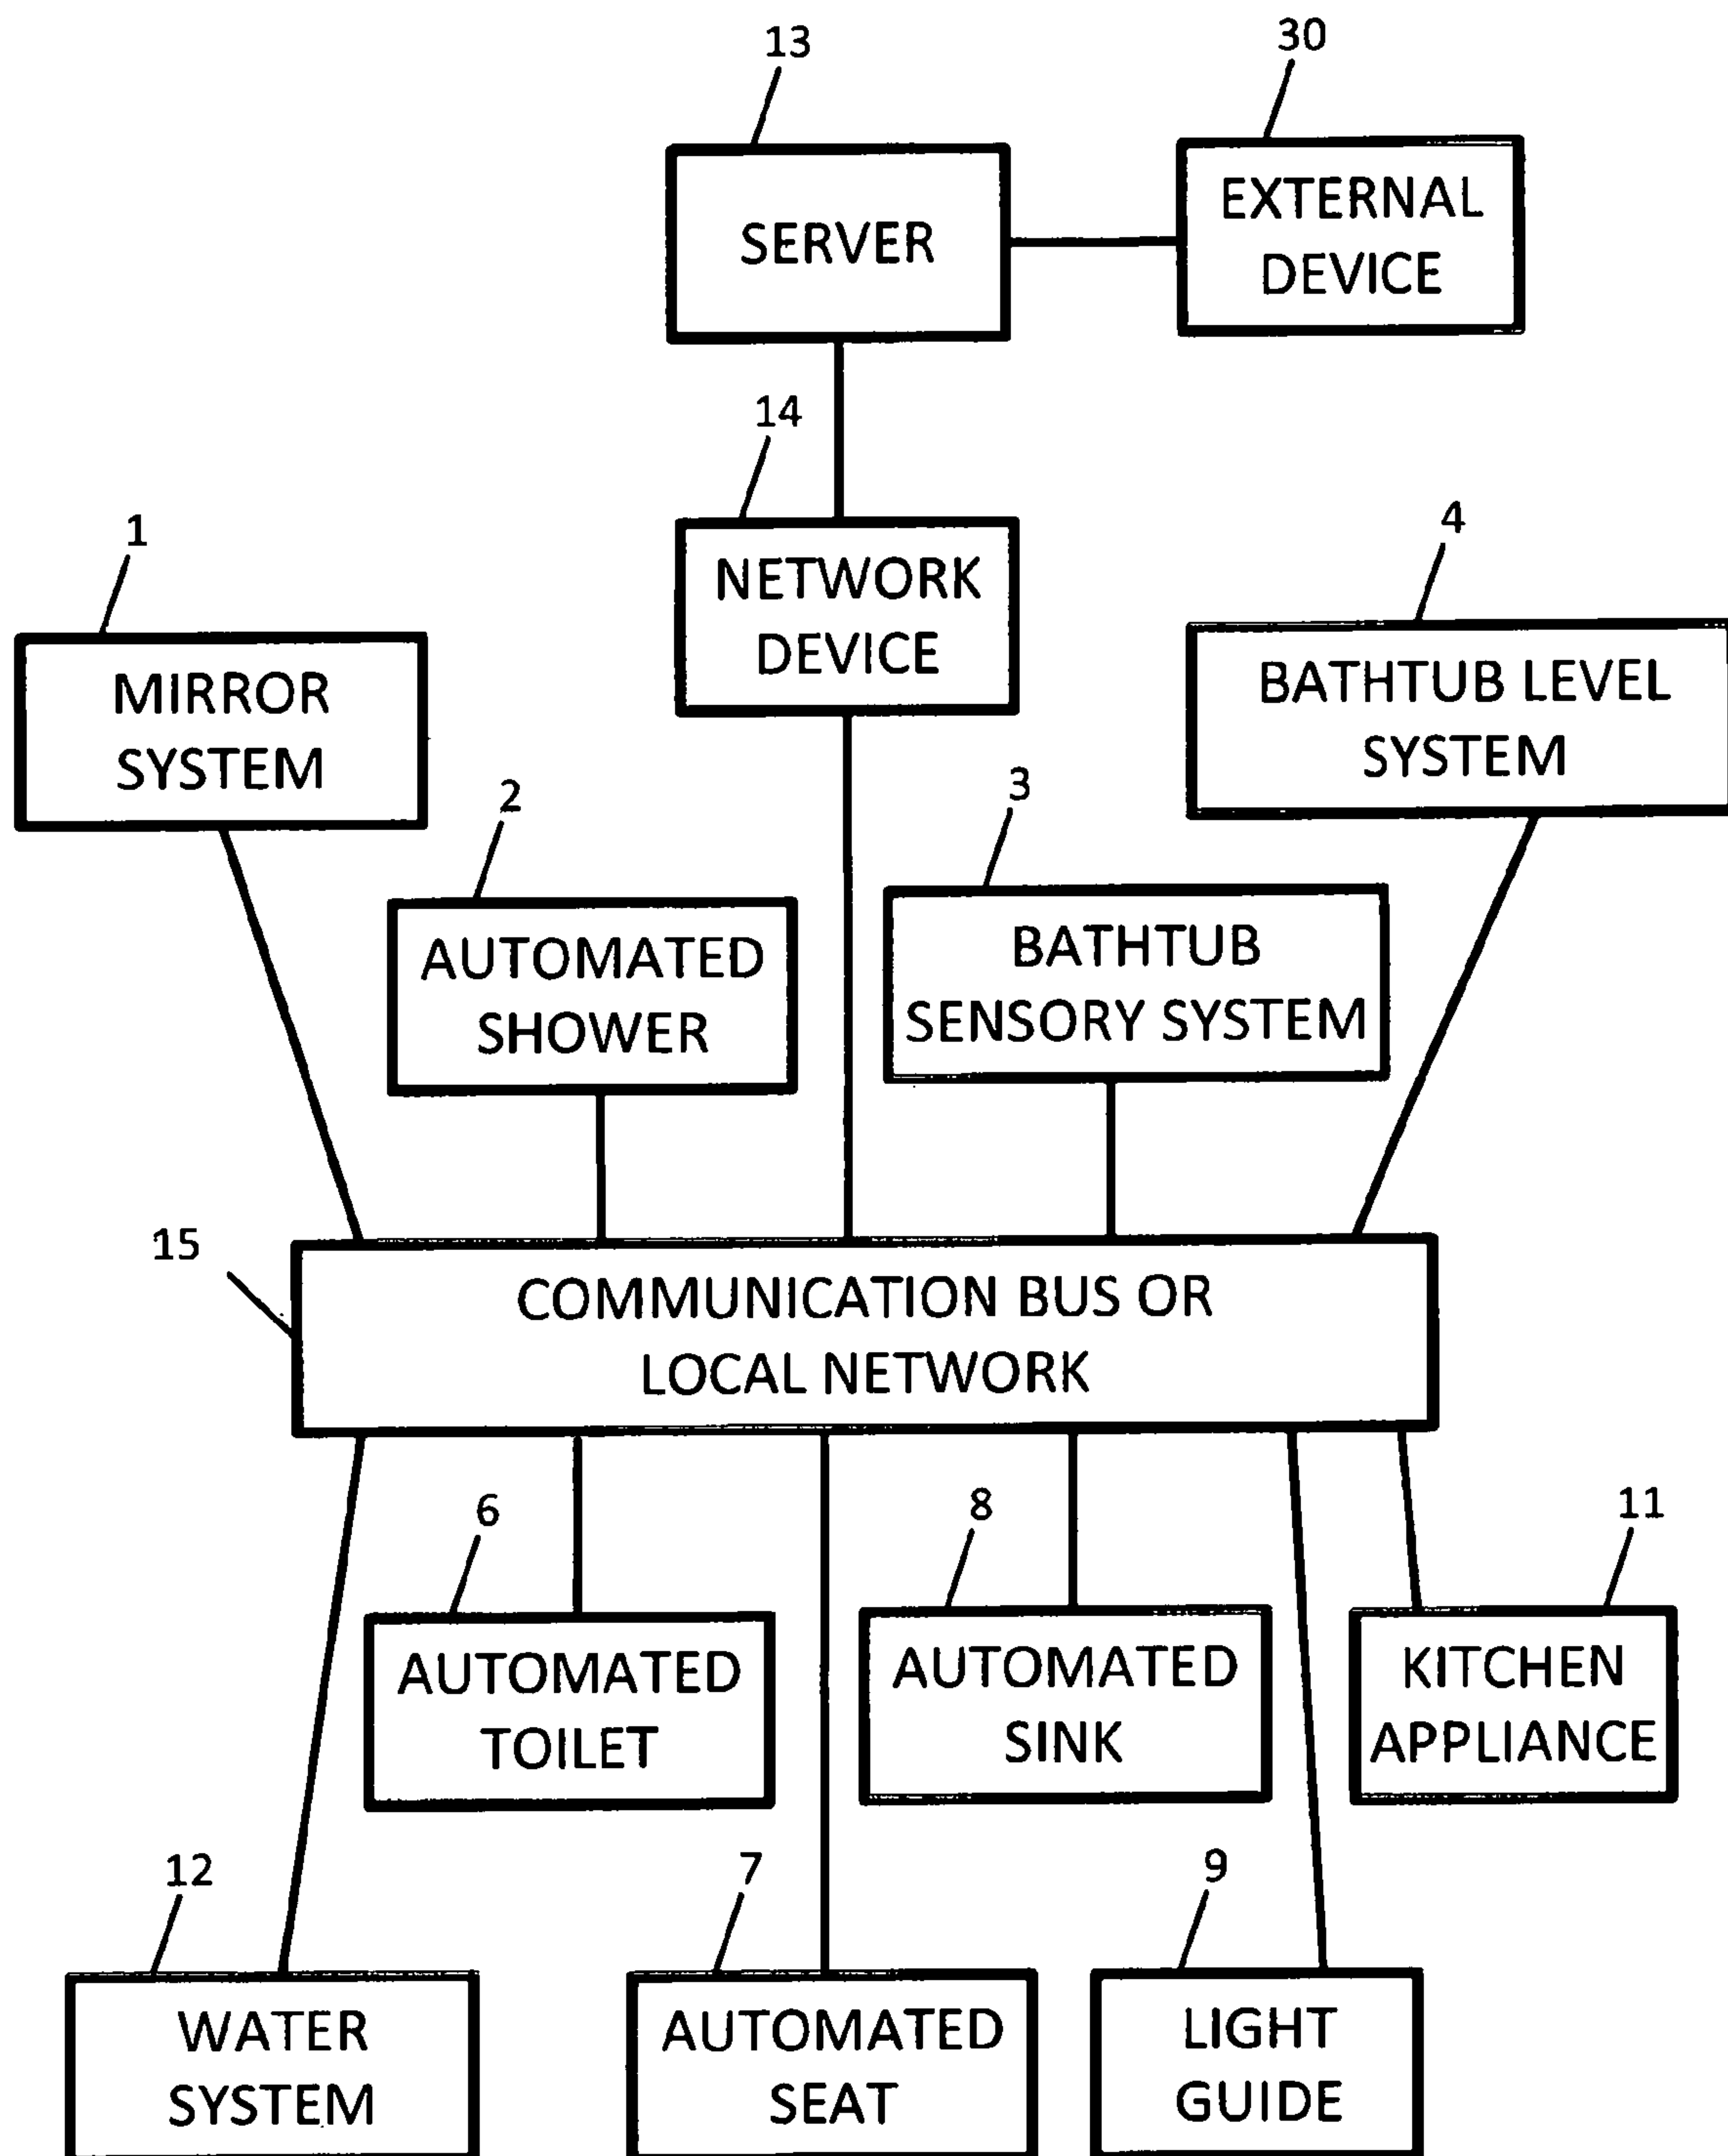 13
30
SERVER
EXTERNAL
DEVICE
14
NETWORK
DEVICE
1
4
MIRROR
SYSTEM
BATHTUB LEVEL
SYSTEM
2
3
AUTOMATED
SHOWER
BATHTUB
SENSORY SYSTEM
15
COMMUNICATION BUS OR
LOCAL NETWORK
6
8
11
AUTOMATED
TOILET
AUTOMATED
SINK
KITCHEN
APPLIANCE
12
7
9
WATER
SYSTEM
AUTOMATED
SEAT
LIGHT
GUIDE